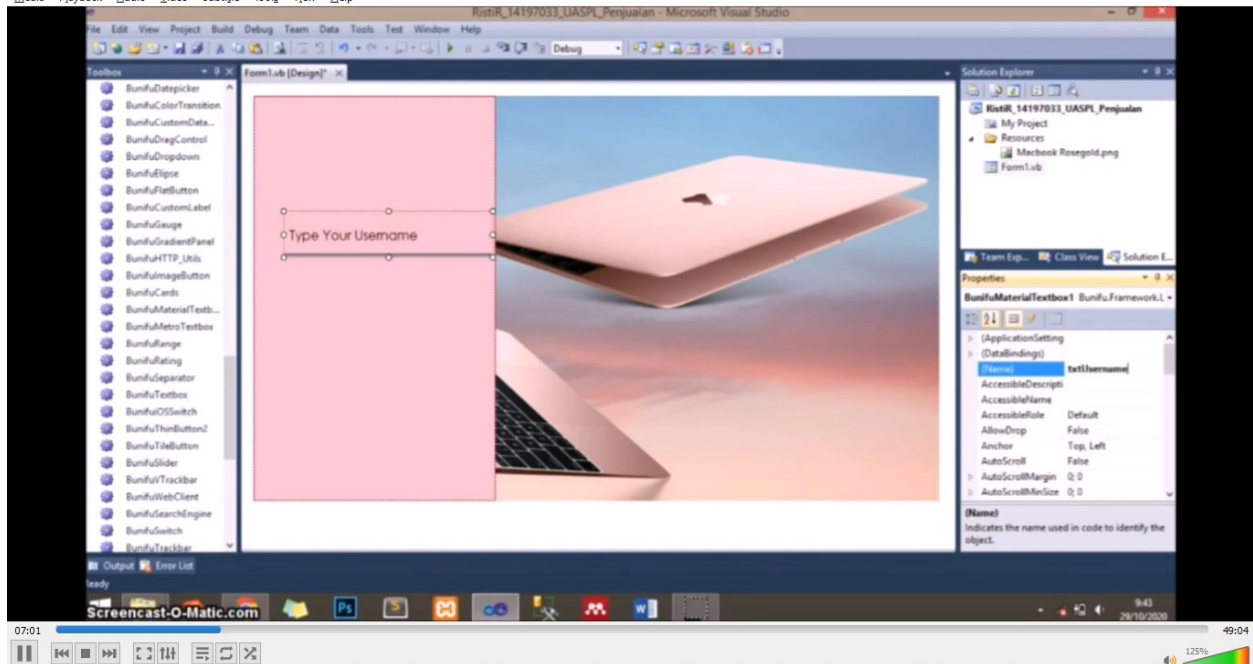 RistiR_14197033_UASPL_Penjualan - Microsoft Visual Studio
File Edit View Project Build Debug Team Data Tools Test Window Help
Debug
Toolbox
Form1.vb [Design]*
Solution Explorer
BunifuDatepicker
BunifuColorTransition
BunifuCustomData...
BunifuDragControl
BunifuDropdown
BunifuElipse
BunifuFlatButton
BunifuCustomLabel
BunifuGauge
BunifuGradientPanel
BunifuHTTP_Utils
BunifuImageButton
BunifuCards
BunifuMaterialTextb...
BunifuMetroTextbox
BunifuRange
BunifuRating
BunifuSeparator
BunifuTextbox
BunifuiOSSwitch
BunifuThinButton2
BunifuTileButton
BunifuSlider
BunifuVTrackbar
BunifuWebClient
BunifuSearchEngine
BunifuSwitch
BunifuTrackbar
Type Your Username
RistiR_14197033_UASPL_Penjualan
My Project
Resources
Macbook Rosegold.png
Form1.vb
Team Exp... Class View Solution E...
Properties
BunifuMaterialTextbox1 Bunifu.Framework.
(ApplicationSetting
(DataBindings)
(Name) txtUsername
AccessibleDescripti
AccessibleName
AccessibleRole Default
AllowDrop False
Anchor Top, Left
AutoScroll False
AutoScrollMargin 0; 0
AutoScrollMinSize 0; 0
(Name)
Indicates the name used in code to identify the
object.
Output Error List
Ready
Screencast-O-Matic.com
Ps
W
9:43
29/10/2020
07:01
49:04
125%